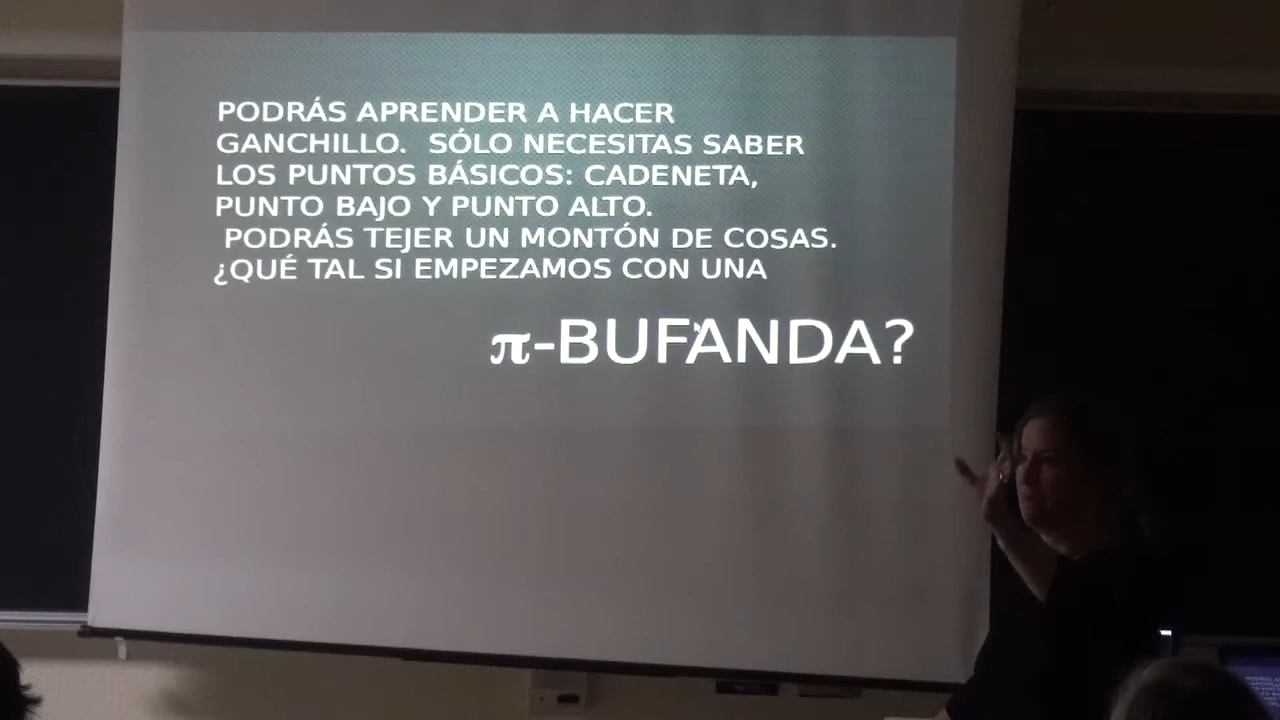 PODRÁS APRENDER A HACER
GANCHILLO. SÓLO NECESITAS SABER
LOS PUNTOS BÁSICOS: CADENETA,
PUNTO BAJO Y PUNTO ALTO.
PODRÁS TEJER UN MONTÓN DE COSAS.
¿QUÉ TAL SI EMPEZAMOS CON UNA
π-BUFANDA?